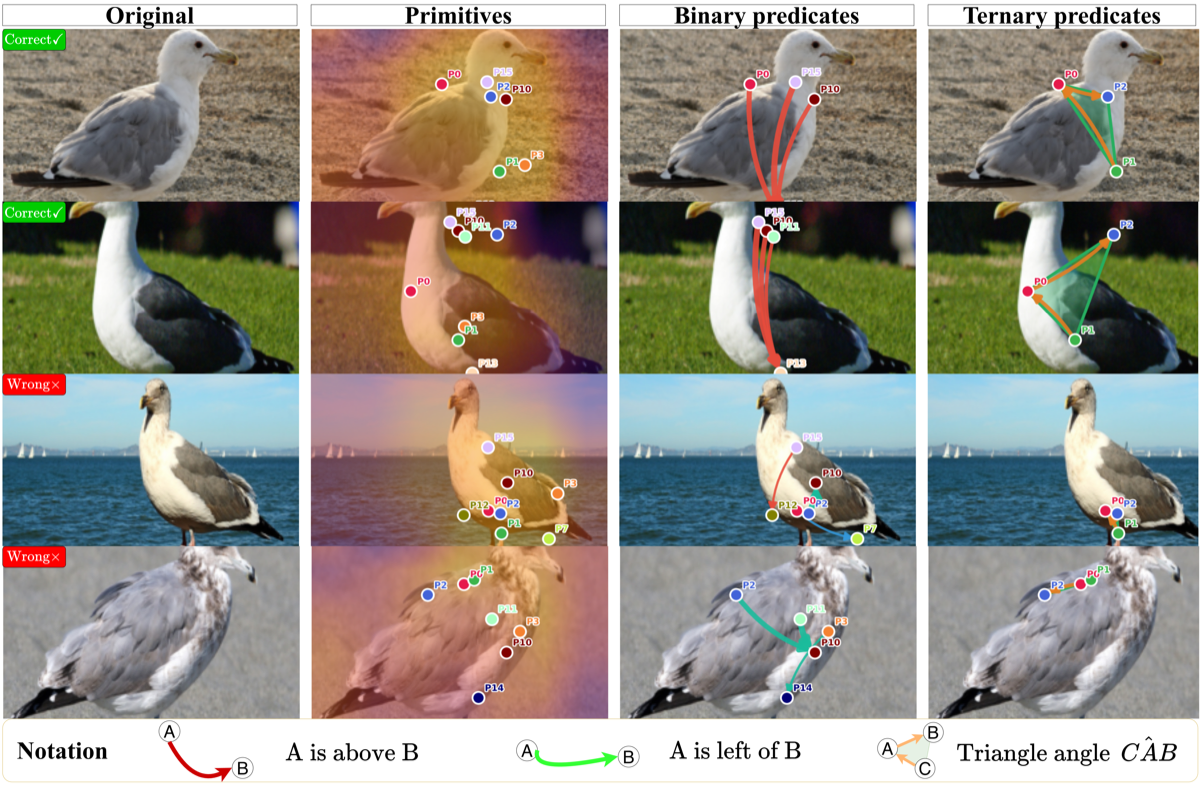 Original Primitives Binary predicates Ternary predicates
Correct✓
P0 P15 P2 P10 P1 P3
P0 P15 P10
P0 P2 P1
Correct✓
P15 P10 P11 P2 P0 P3 P1 P13
P15 P10 P11 P13
P2 P0 P1
Wrong×
P15 P10 P3 P12 P0 P2 P1 P7
P15 P10 P12 P0 P2 P7
P0 P2 P1
Wrong×
P2 P0 P1 P11 P3 P10 P14
P2 P11 P3 P10 P14
P2 P0 P1
Notation A B A is above B A B A is left of B A B C Triangle angle CÂB